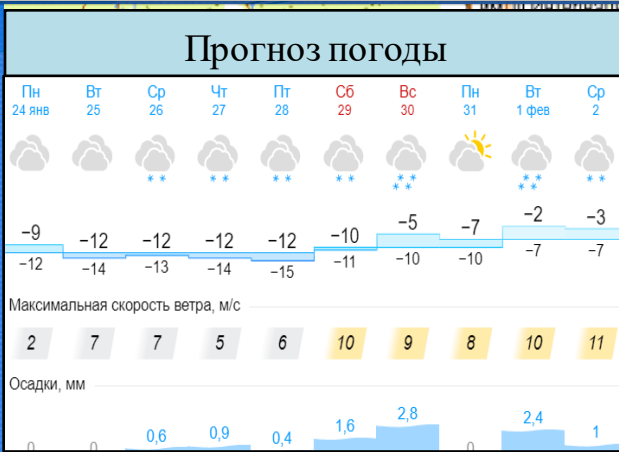 Прогноз погоды
Пн Вт Ср Чт Пт Сб Вс Пн Вт Ср
24 янв 25 26 27 28 29 30 31 1 фев 2
−9 −12 −12 −12 −12 −10 −5 −7 −2 −3
−12 −14 −13 −14 −15 −11 −10 −10 −7 −7
Максимальная скорость ветра, м/с
2 7 7 5 6 10 9 8 10 11
Осадки, мм
0 0 0,6 0,9 0,4 1,6 2,8 0 2,4 1